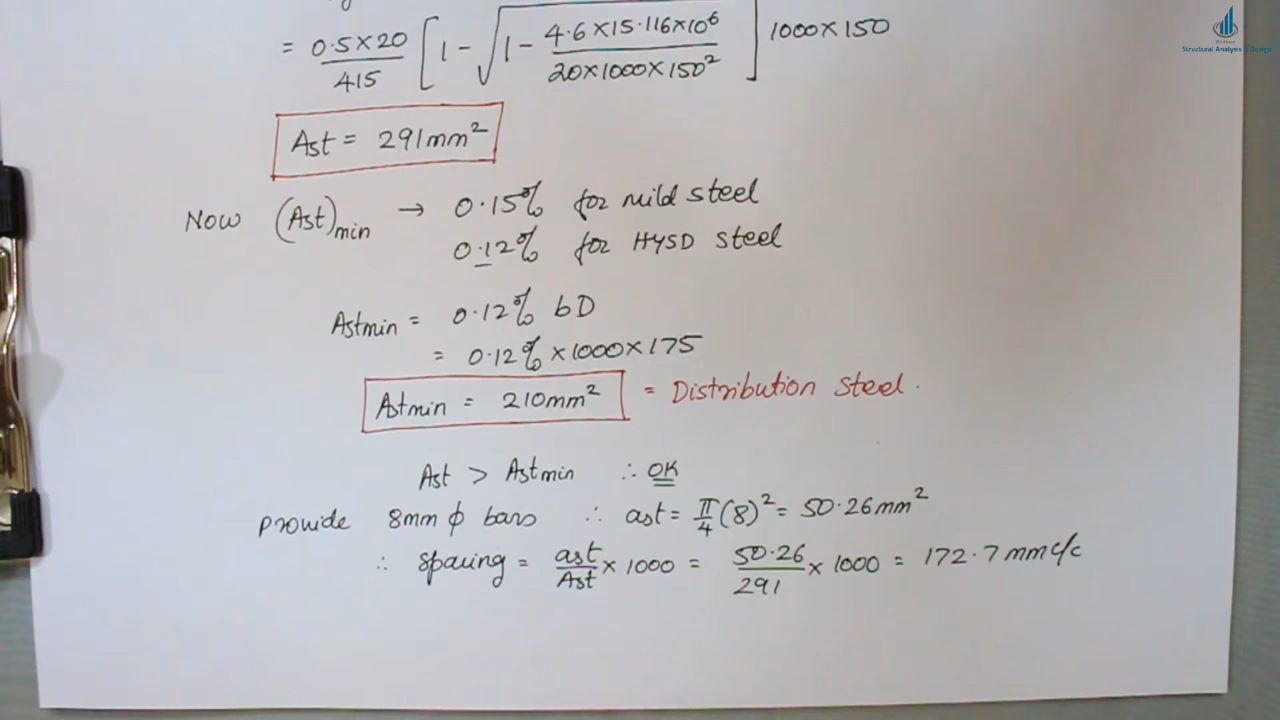 = 0.5×20/415 [1 - √(1 - 4.6×15.116×10⁶/20×1000×150²)] 1000×150
Structural Analysis & Design
Ast = 291mm²
Now (Ast)min → 0.15% for mild steel
0.12% for HYSD steel
Astmin = 0.12% bD
= 0.12% × 1000 × 175
Astmin = 210mm² = Distribution Steel.
Ast > Astmin ∴ OK
provide 8mm ϕ bars ∴ ast = π/4 (8)² = 50.26mm²
∴ spacing = ast/Ast × 1000 = 50.26/291 × 1000 = 172.7 mm c/c